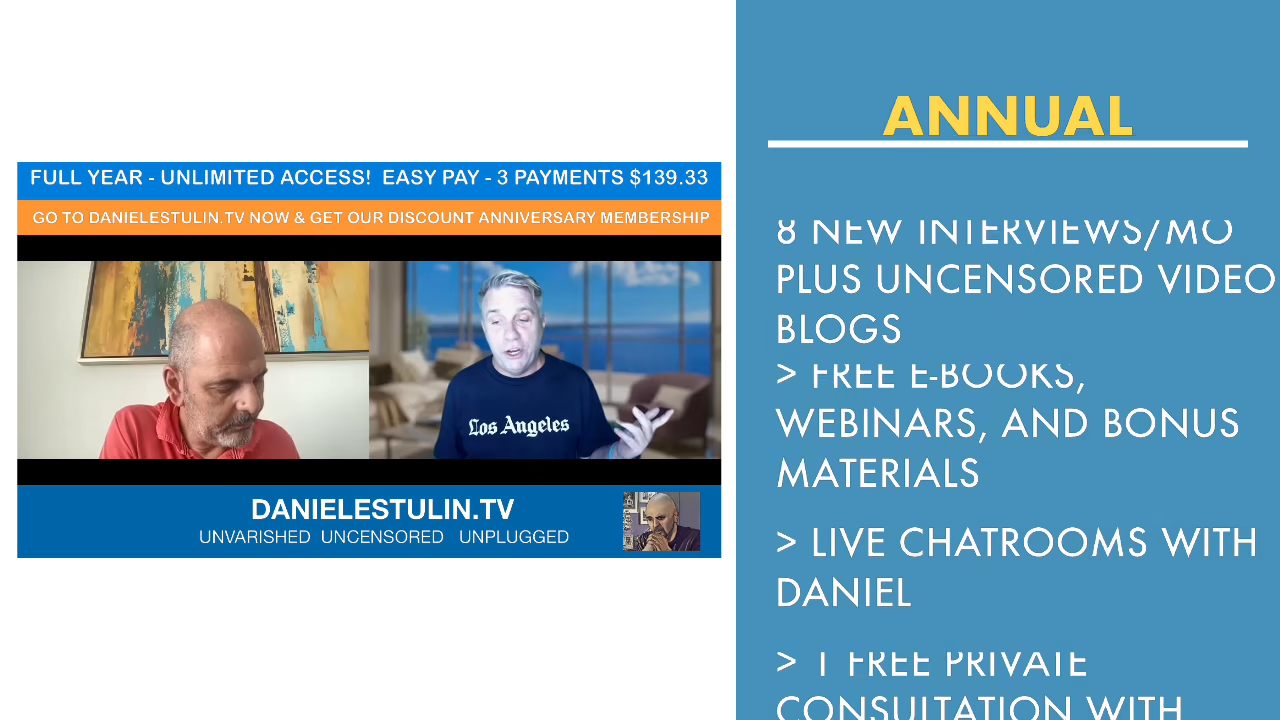 FULL YEAR - UNLIMITED ACCESS! EASY PAY - 3 PAYMENTS $139.33
GO TO DANIELESTULIN.TV NOW & GET OUR DISCOUNT ANNIVERSARY MEMBERSHIP
Los Angeles
DANIELESTULIN.TV
UNVARISHED UNCENSORED UNPLUGGED
ANNUAL
8 NEW INTERVIEWS/MO
PLUS UNCENSORED VIDEO
BLOGS
> FREE E-BOOKS,
WEBINARS, AND BONUS
MATERIALS
> LIVE CHATROOMS WITH
DANIEL
> 1 FREE PRIVATE
CONSULTATION WITH